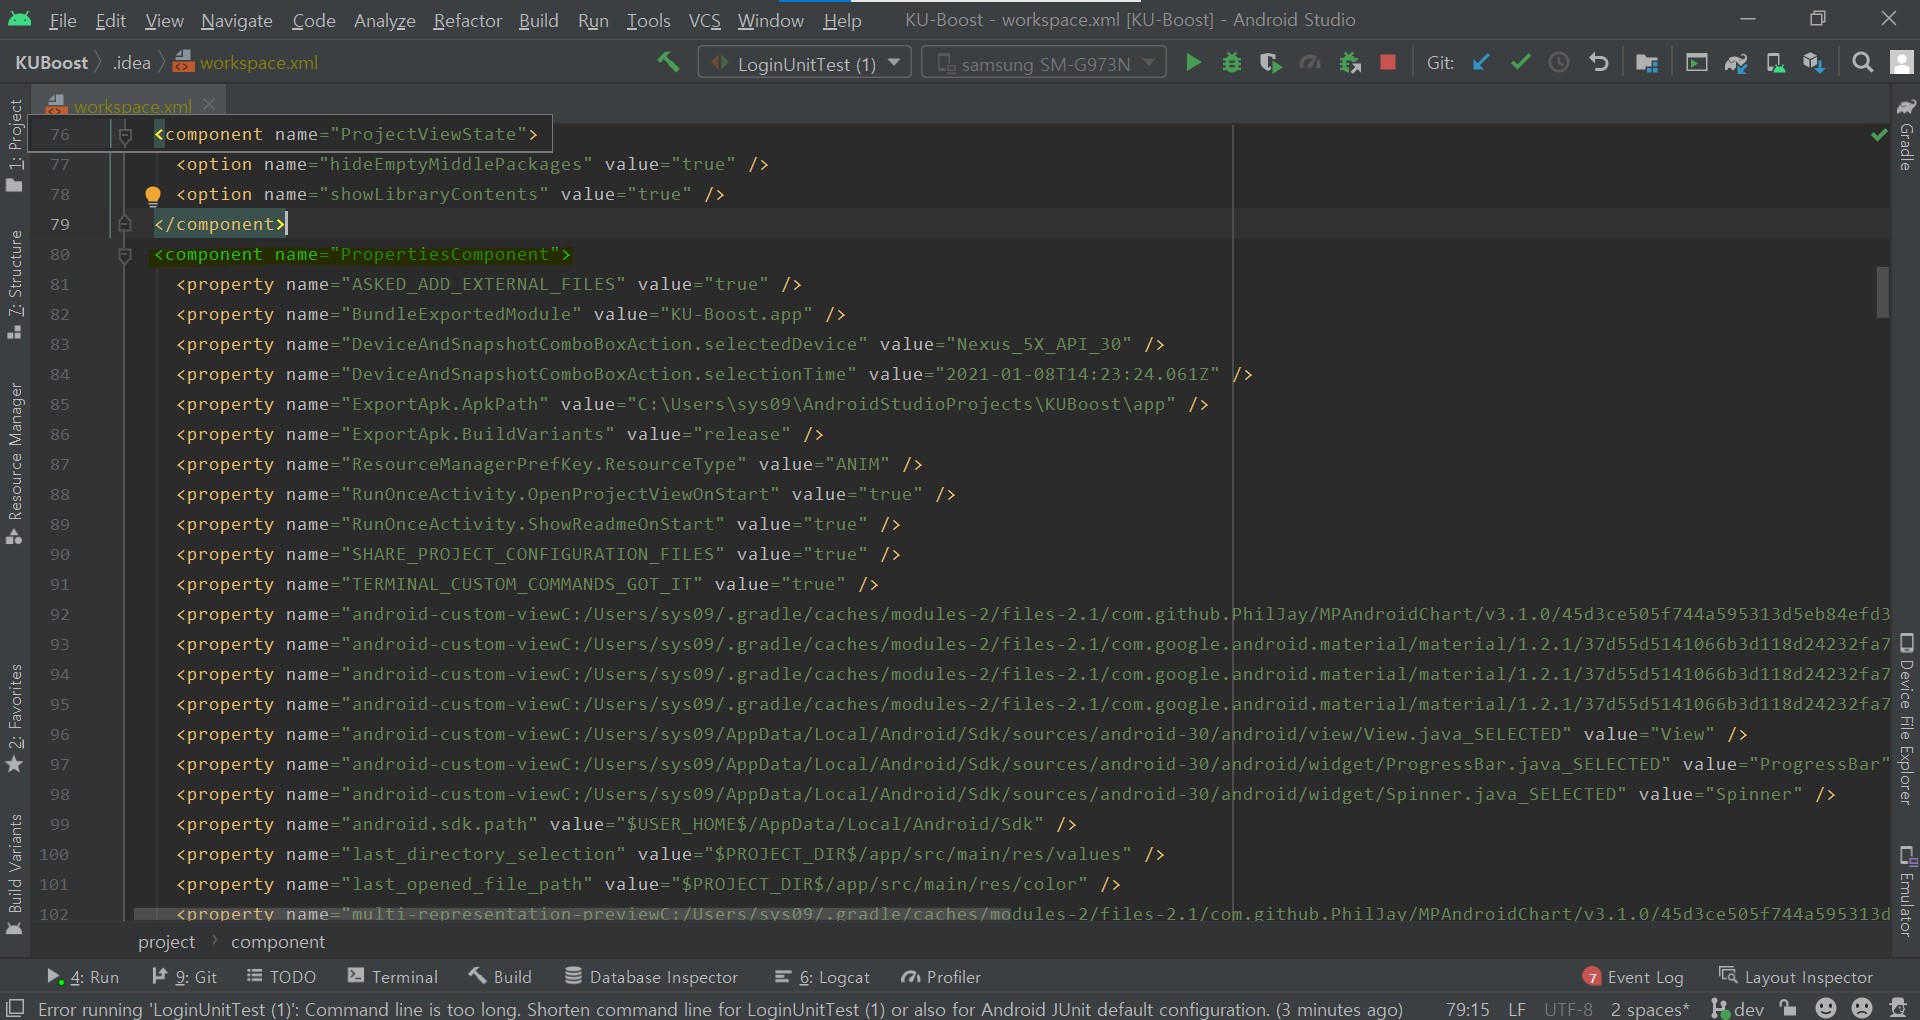 File Edit View Navigate Code Analyze Refactor Build Run Tools VCS Window Help KU-Boost - workspace.xml [KU-Boost] - Android Studio
KUBoost .idea workspace.xml LoginUnitTest (1) samsung SM-G973N Git:
workspace.xml
76 <component name="ProjectViewState">
77 <option name="hideEmptyMiddlePackages" value="true" />
78 <option name="showLibraryContents" value="true" />
79 </component>
80 <component name="PropertiesComponent">
81 <property name="ASKED_ADD_EXTERNAL_FILES" value="true" />
82 <property name="BundleExportedModule" value="KU-Boost.app" />
83 <property name="DeviceAndSnapshotComboBoxAction.selectedDevice" value="Nexus_5X_API_30" />
84 <property name="DeviceAndSnapshotComboBoxAction.selectionTime" value="2021-01-08T14:23:24.061Z" />
85 <property name="ExportApk.ApkPath" value="C:\Users\sys09\AndroidStudioProjects\KUBoost\app" />
86 <property name="ExportApk.BuildVariants" value="release" />
87 <property name="ResourceManagerPrefKey.ResourceType" value="ANIM" />
88 <property name="RunOnceActivity.OpenProjectViewOnStart" value="true" />
89 <property name="RunOnceActivity.ShowReadmeOnStart" value="true" />
90 <property name="SHARE_PROJECT_CONFIGURATION_FILES" value="true" />
91 <property name="TERMINAL_CUSTOM_COMMANDS_GOT_IT" value="true" />
92 <property name="android-custom-viewC:/Users/sys09/.gradle/caches/modules-2/files-2.1/com.github.PhilJay/MPAndroidChart/v3.1.0/45d3ce505f744a595313d5eb84efd3
93 <property name="android-custom-viewC:/Users/sys09/.gradle/caches/modules-2/files-2.1/com.google.android.material/material/1.2.1/37d55d5141066b3d118d24232fa7
94 <property name="android-custom-viewC:/Users/sys09/.gradle/caches/modules-2/files-2.1/com.google.android.material/material/1.2.1/37d55d5141066b3d118d24232fa7
95 <property name="android-custom-viewC:/Users/sys09/.gradle/caches/modules-2/files-2.1/com.google.android.material/material/1.2.1/37d55d5141066b3d118d24232fa7
96 <property name="android-custom-viewC:/Users/sys09/AppData/Local/Android/Sdk/sources/android-30/android/view/View.java_SELECTED" value="View" />
97 <property name="android-custom-viewC:/Users/sys09/AppData/Local/Android/Sdk/sources/android-30/android/widget/ProgressBar.java_SELECTED" value="ProgressBar"
98 <property name="android-custom-viewC:/Users/sys09/AppData/Local/Android/Sdk/sources/android-30/android/widget/Spinner.java_SELECTED" value="Spinner" />
99 <property name="android.sdk.path" value="$USER_HOME$/AppData/Local/Android/Sdk" />
100 <property name="last_directory_selection" value="$PROJECT_DIR$/app/src/main/res/values" />
101 <property name="last_opened_file_path" value="$PROJECT_DIR$/app/src/main/res/color" />
102 <property name="multi-representation-previewC:/Users/sys09/.gradle/caches/modules-2/files-2.1/com.github.PhilJay/MPAndroidChart/v3.1.0/45d3ce505f744a595313d
project component
1: Project
7: Structure
Resource Manager
2: Favorites
Build Variants
Gradle
Device File Explorer
Emulator
4: Run 9: Git TODO Terminal Build Database Inspector 6: Logcat Profiler 7 Event Log Layout Inspector
Error running 'LoginUnitTest (1)': Command line is too long. Shorten command line for LoginUnitTest (1) or also for Android JUnit default configuration. (3 minutes ago) 79:15 LF UTF-8 2 spaces* dev